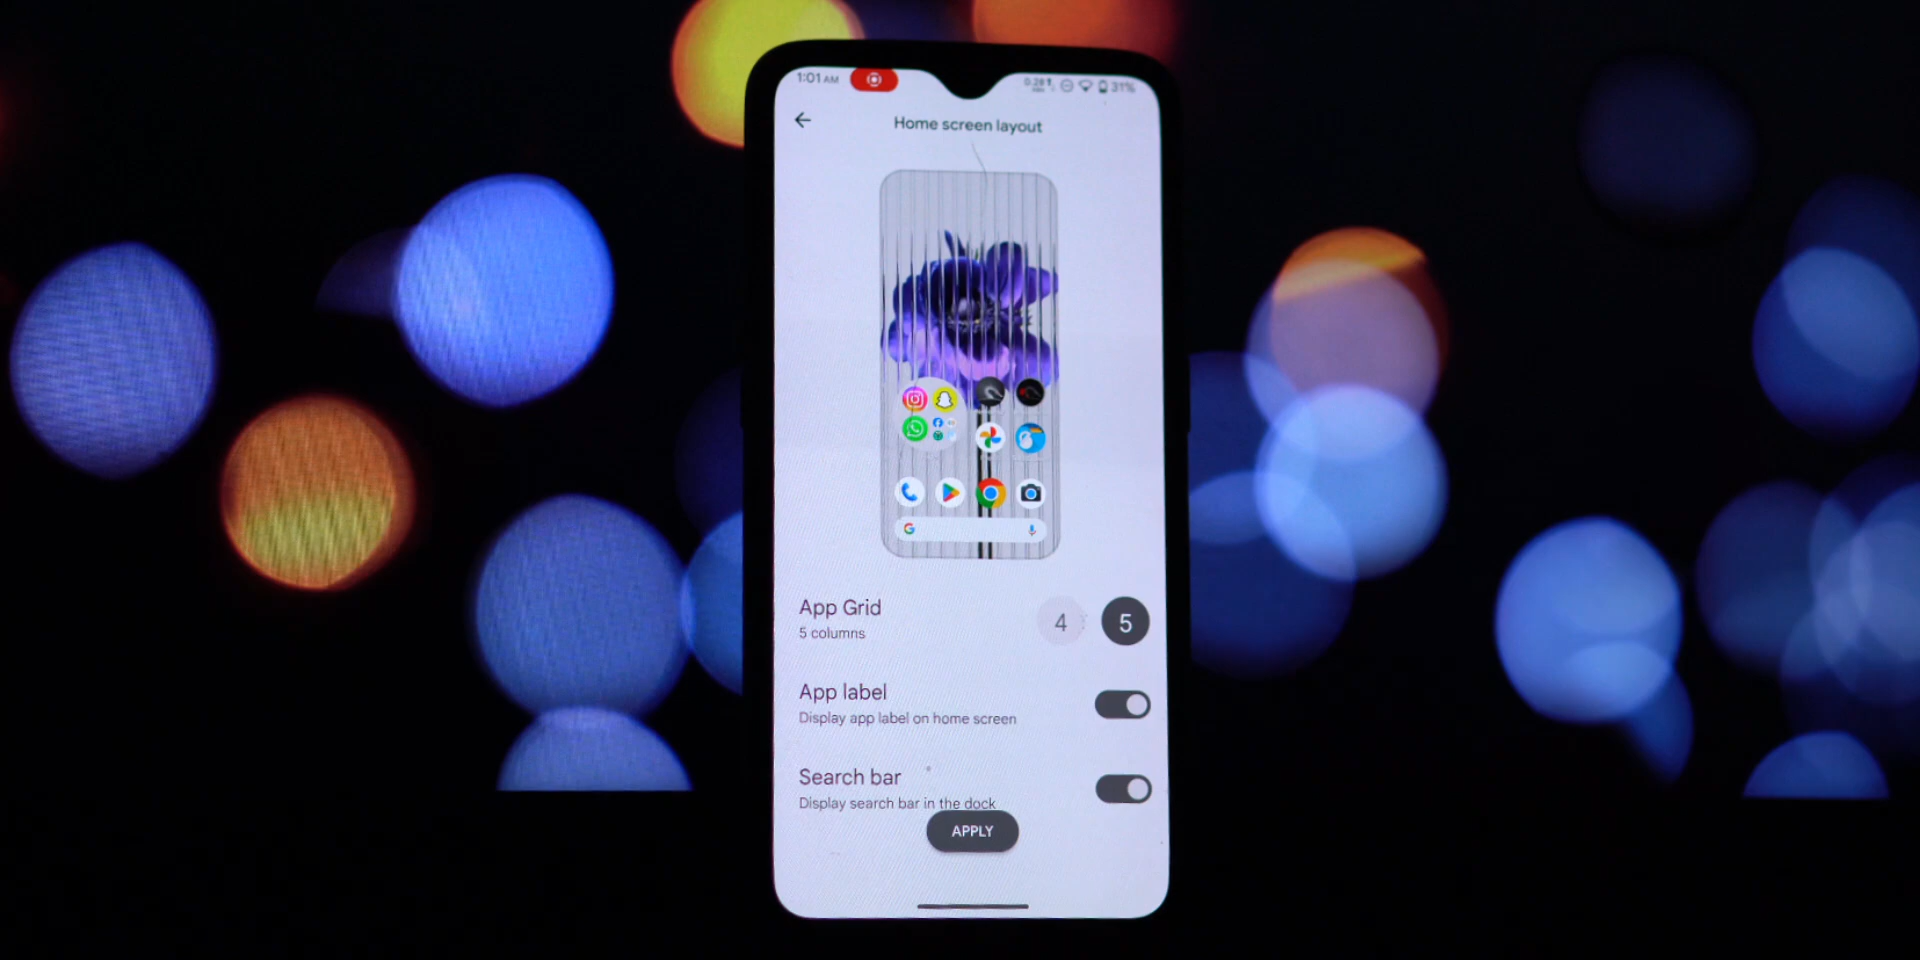 1:01 AM
31%
Home screen layout
App Grid
5 columns
4
5
App label
Display app label on home screen
Search bar
Display search bar in the dock
APPLY